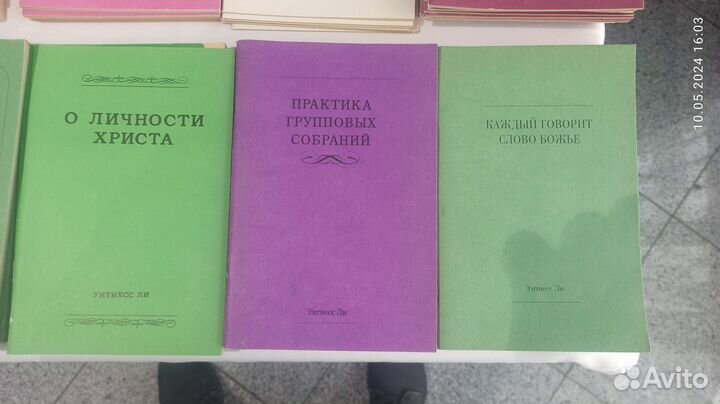 О ЛИЧНОСТИ
ХРИСТА
УИТНЕСС ЛИ
ПРАКТИКА
ГРУППОВЫХ
СОБРАНИЙ
Уитнесс Ли
КАЖДЫЙ ГОВОРИТ
СЛОВО БОЖЬЕ
Уитнесс Ли
10.05.2024 16:03
Avito